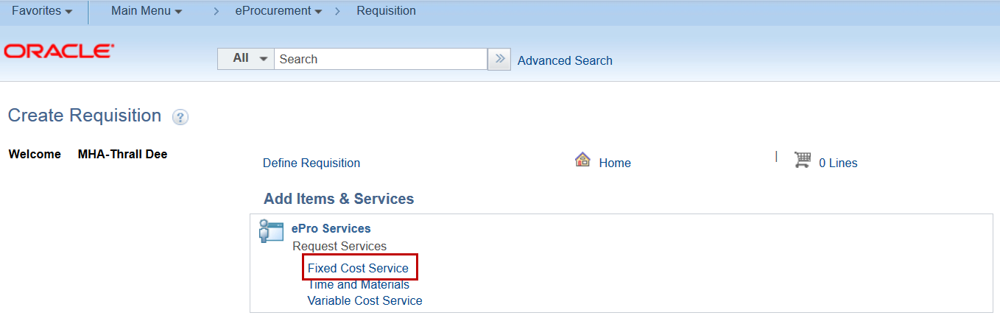 Favorites Main Menu > eProcurement > Requisition
ORACLE®
All Search » Advanced Search
Create Requisition ?
Welcome MHA-Thrall Dee
Define Requisition Home | 0 Lines
Add Items & Services
ePro Services
Request Services
Fixed Cost Service
Time and Materials
Variable Cost Service